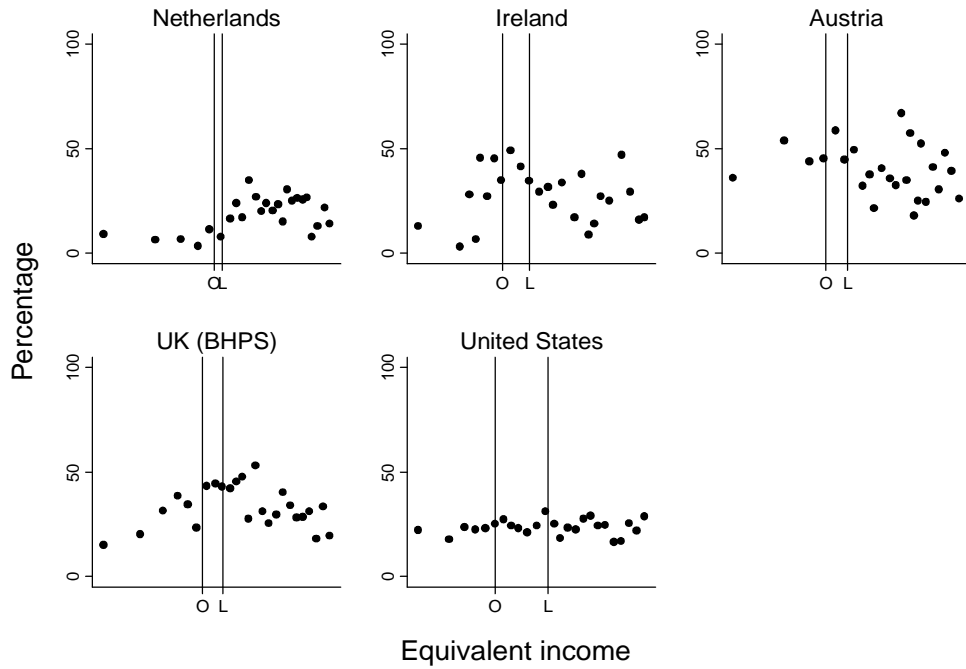 Netherlands
0 50 100
O L
Ireland
0 50 100
O L
Austria
0 50 100
O L
Percentage
UK (BHPS)
0 50 100
O L
United States
0 50 100
O L
Equivalent income